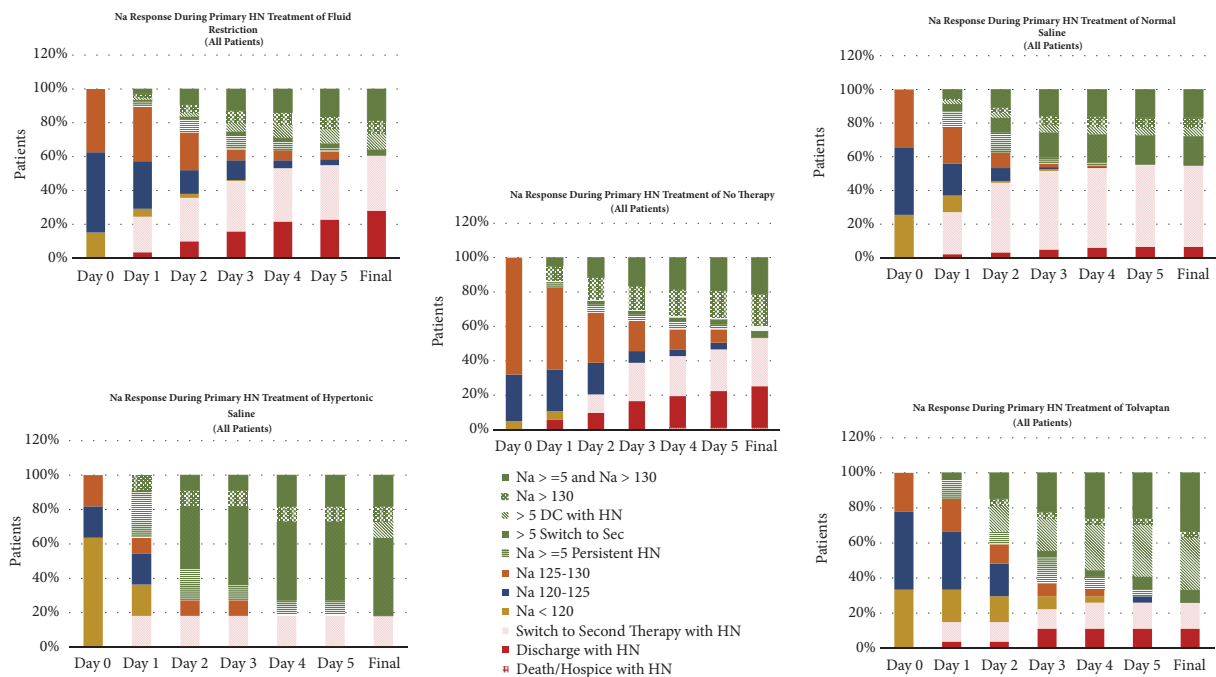 Na Response During Primary HN Treatment of Fluid
Restriction
(All Patients)
120%
100%
80%
60%
40%
20%
0%
Patients
Day 0 Day 1 Day 2 Day 3 Day 4 Day 5 Final
Na Response During Primary HN Treatment of Normal
Saline
(All Patients)
120%
100%
80%
60%
40%
20%
0%
Patients
Day 0 Day 1 Day 2 Day 3 Day 4 Day 5 Final
Na Response During Primary HN Treatment of No Therapy
(All Patients)
120%
100%
80%
60%
40%
20%
0%
Patients
Day 0 Day 1 Day 2 Day 3 Day 4 Day 5 Final
Na Response During Primary HN Treatment of Hypertonic
Saline
(All Patients)
120%
100%
80%
60%
40%
20%
0%
Patients
Day 0 Day 1 Day 2 Day 3 Day 4 Day 5 Final
Na Response During Primary HN Treatment of Tolvaptan
(All Patients)
120%
100%
80%
60%
40%
20%
0%
Patients
Day 0 Day 1 Day 2 Day 3 Day 4 Day 5 Final
Na > =5 and Na > 130
Na > 130
> 5 DC with HN
> 5 Switch to Sec
Na > =5 Persistent HN
Na 125-130
Na 120-125
Na < 120
Switch to Second Therapy with HN
Discharge with HN
Death/Hospice with HN